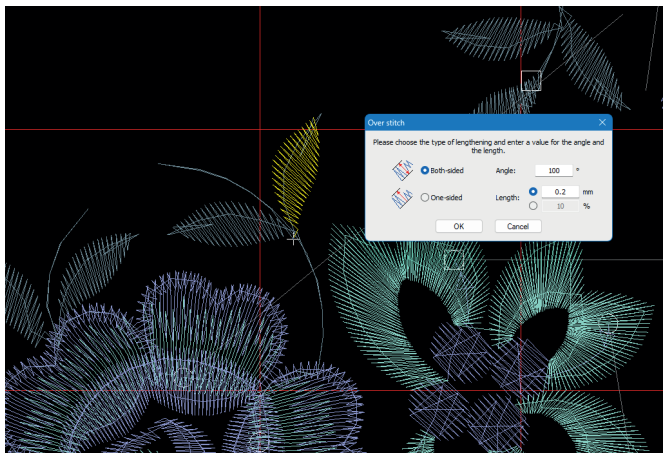 Over stitch
Please choose the type of lengthening and enter a value for the angle and
the length.
Both-sided Angle: 100 °
One-sided Length: 0.2 mm
10 %
OK Cancel